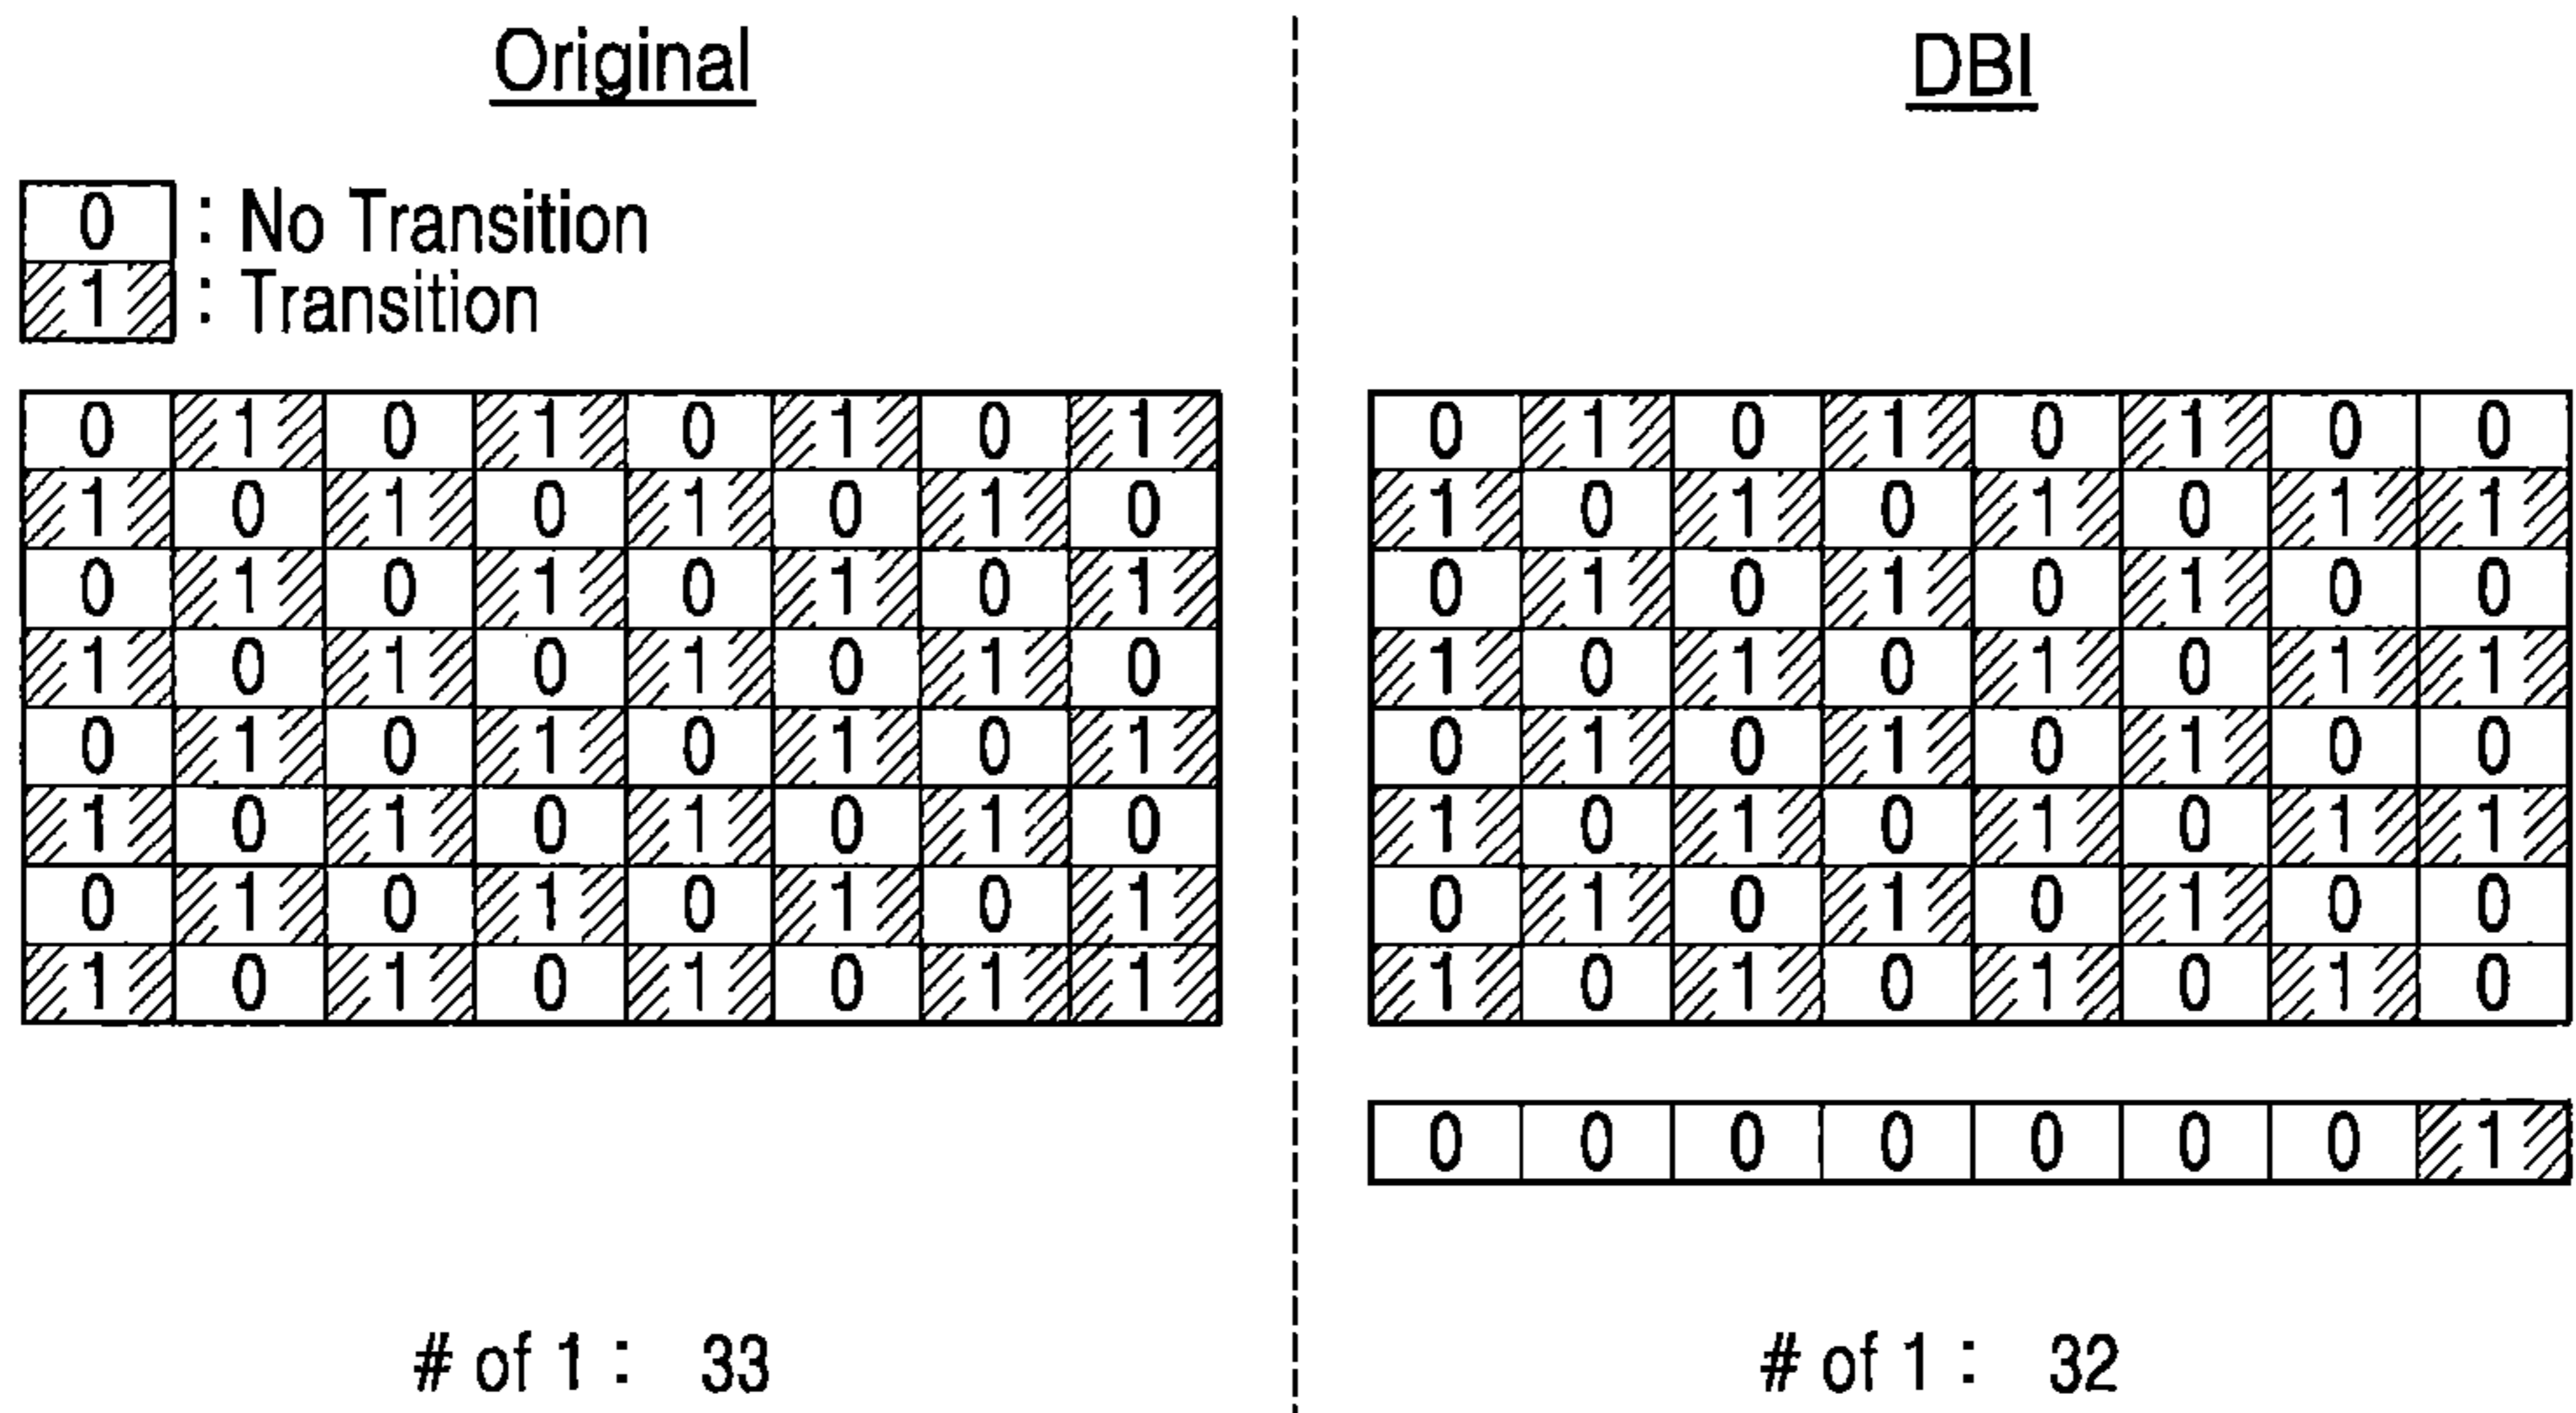 Original
0 : No Transition
1 : Transition
0 1 0 1 0 1 0 1
1 0 1 0 1 0 1 0
0 1 0 1 0 1 0 1
1 0 1 0 1 0 1 0
0 1 0 1 0 1 0 1
1 0 1 0 1 0 1 0
0 1 0 1 0 1 0 1
1 0 1 0 1 0 1 1
# of 1 : 33
DBI
0 1 0 1 0 1 0 0
1 0 1 0 1 0 1 1
0 1 0 1 0 1 0 0
1 0 1 0 1 0 1 1
0 1 0 1 0 1 0 0
1 0 1 0 1 0 1 1
0 1 0 1 0 1 0 0
1 0 1 0 1 0 1 0
0 0 0 0 0 0 0 1
# of 1 : 32